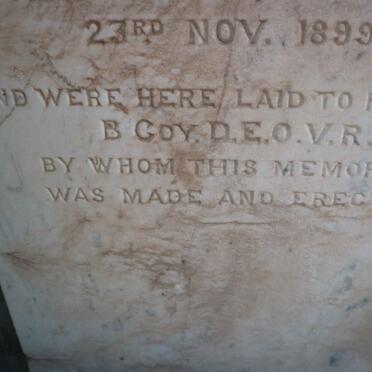 23RD NOV. 1899
ND WERE HERE LAID TO
B COY. D.E.O.V.R.
BY WHOM THIS MEMOR
WAS MADE AND EREC